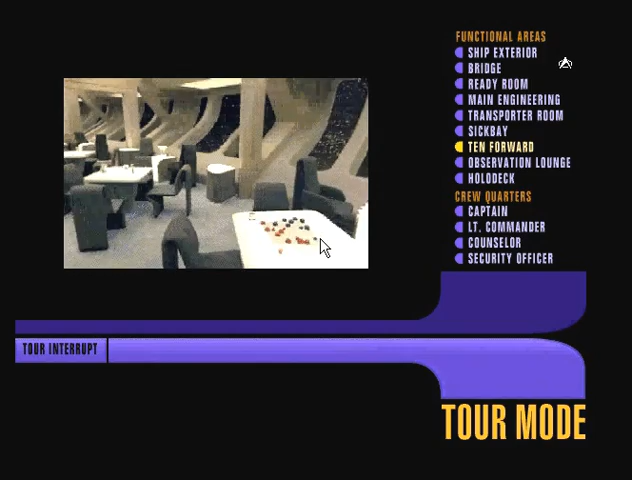 FUNCTIONAL AREAS
SHIP EXTERIOR
BRIDGE
READY ROOM
MAIN ENGINEERING
TRANSPORTER ROOM
SICKBAY
TEN FORWARD
OBSERVATION LOUNGE
HOLODECK
CREW QUARTERS
CAPTAIN
LT. COMMANDER
COUNSELOR
SECURITY OFFICER
TOUR INTERRUPT
TOUR MODE